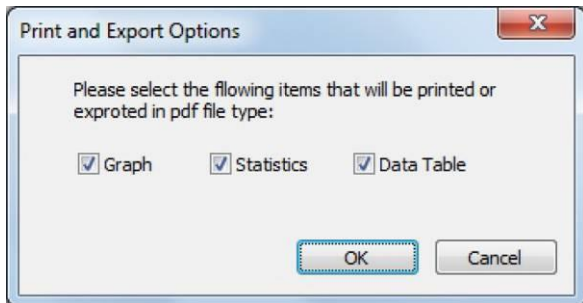 Print and Export Options
Please select the fllowing items that will be printed or
exproted in pdf file type:
Graph Statistics Data Table
OK Cancel